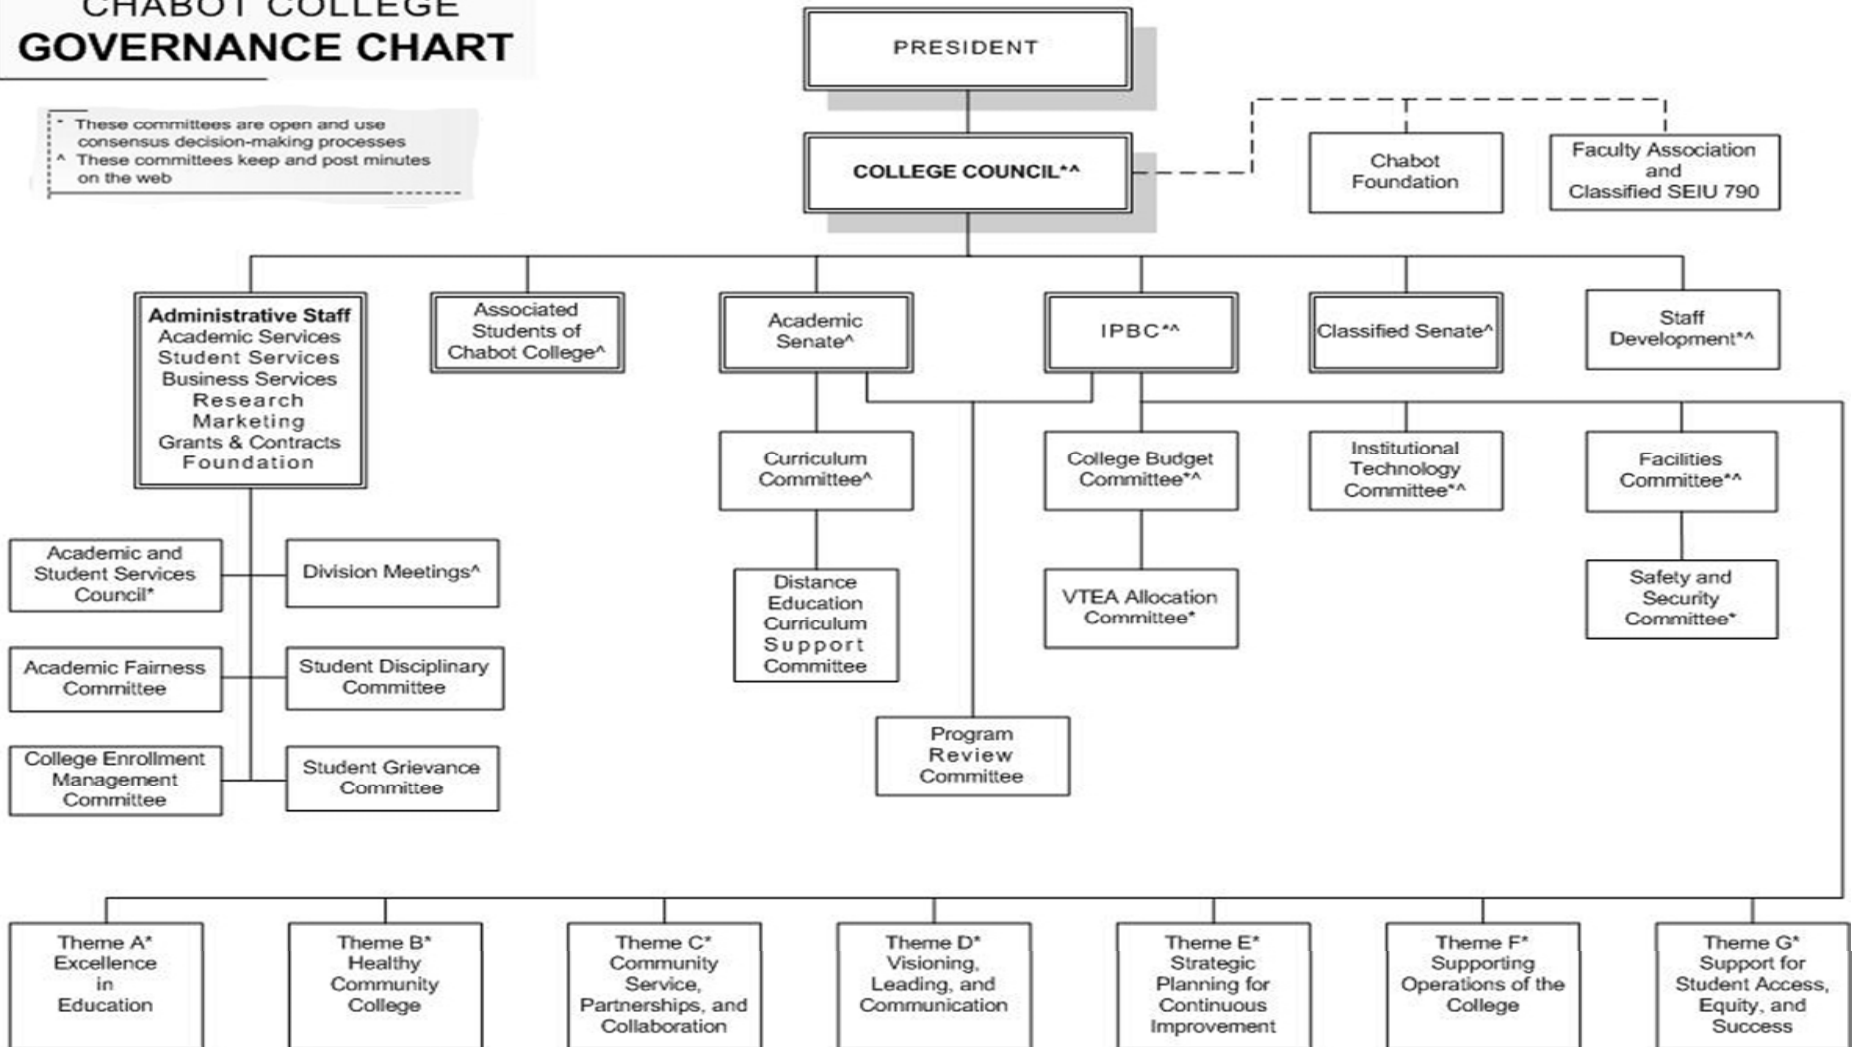 CHABOT COLLEGE
GOVERNANCE CHART
* These committees are open and use
consensus decision-making processes
^ These committees keep and post minutes
on the web
PRESIDENT
COLLEGE COUNCIL*^
Chabot
Foundation
Faculty Association
and
Classified SEIU 790
Administrative Staff
Academic Services
Student Services
Business Services
Research
Marketing
Grants & Contracts
Foundation
Associated
Students of
Chabot College^
Academic
Senate^
IPBC*^
Classified Senate^
Staff
Development*^
Curriculum
Committee^
College Budget
Committee*^
Institutional
Technology
Committee*^
Facilities
Committee*^
Academic and
Student Services
Council*
Division Meetings^
Distance
Education
Curriculum
Support
Committee
VTEA Allocation
Committee*
Safety and
Security
Committee*
Academic Fairness
Committee
Student Disciplinary
Committee
Program
Review
Committee
College Enrollment
Management
Committee
Student Grievance
Committee
Theme A*
Excellence
in
Education
Theme B*
Healthy
Community
College
Theme C*
Community
Service,
Partnerships, and
Collaboration
Theme D*
Visioning,
Leading, and
Communication
Theme E*
Strategic
Planning for
Continuous
Improvement
Theme F*
Supporting
Operations of the
College
Theme G*
Support for
Student Access,
Equity, and
Success